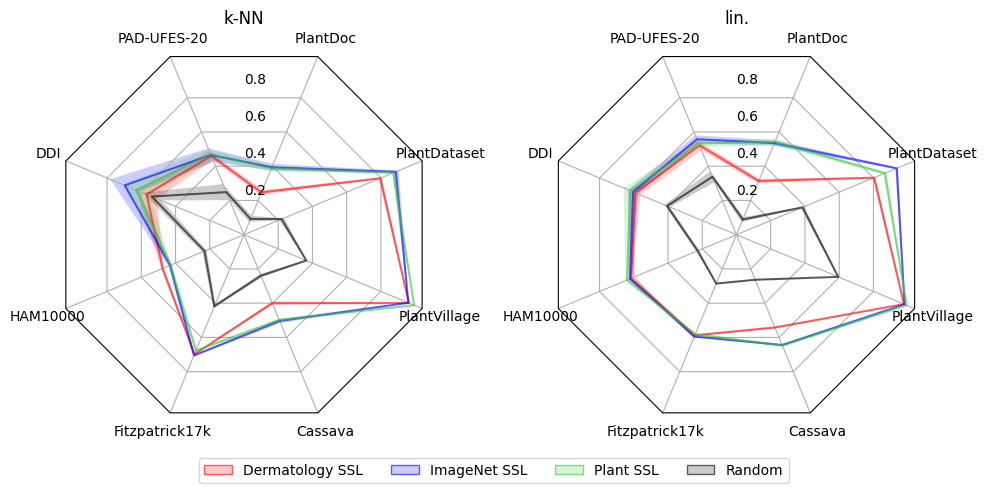 k-NN
PAD-UFES-20
PlantDoc
DDI
PlantDataset
HAM10000
PlantVillage
Fitzpatrick17k
Cassava
0.8
0.6
0.4
0.2
lin.
PAD-UFES-20
PlantDoc
DDI
PlantDataset
HAM10000
PlantVillage
Fitzpatrick17k
Cassava
0.8
0.6
0.4
0.2
Dermatology SSL
ImageNet SSL
Plant SSL
Random